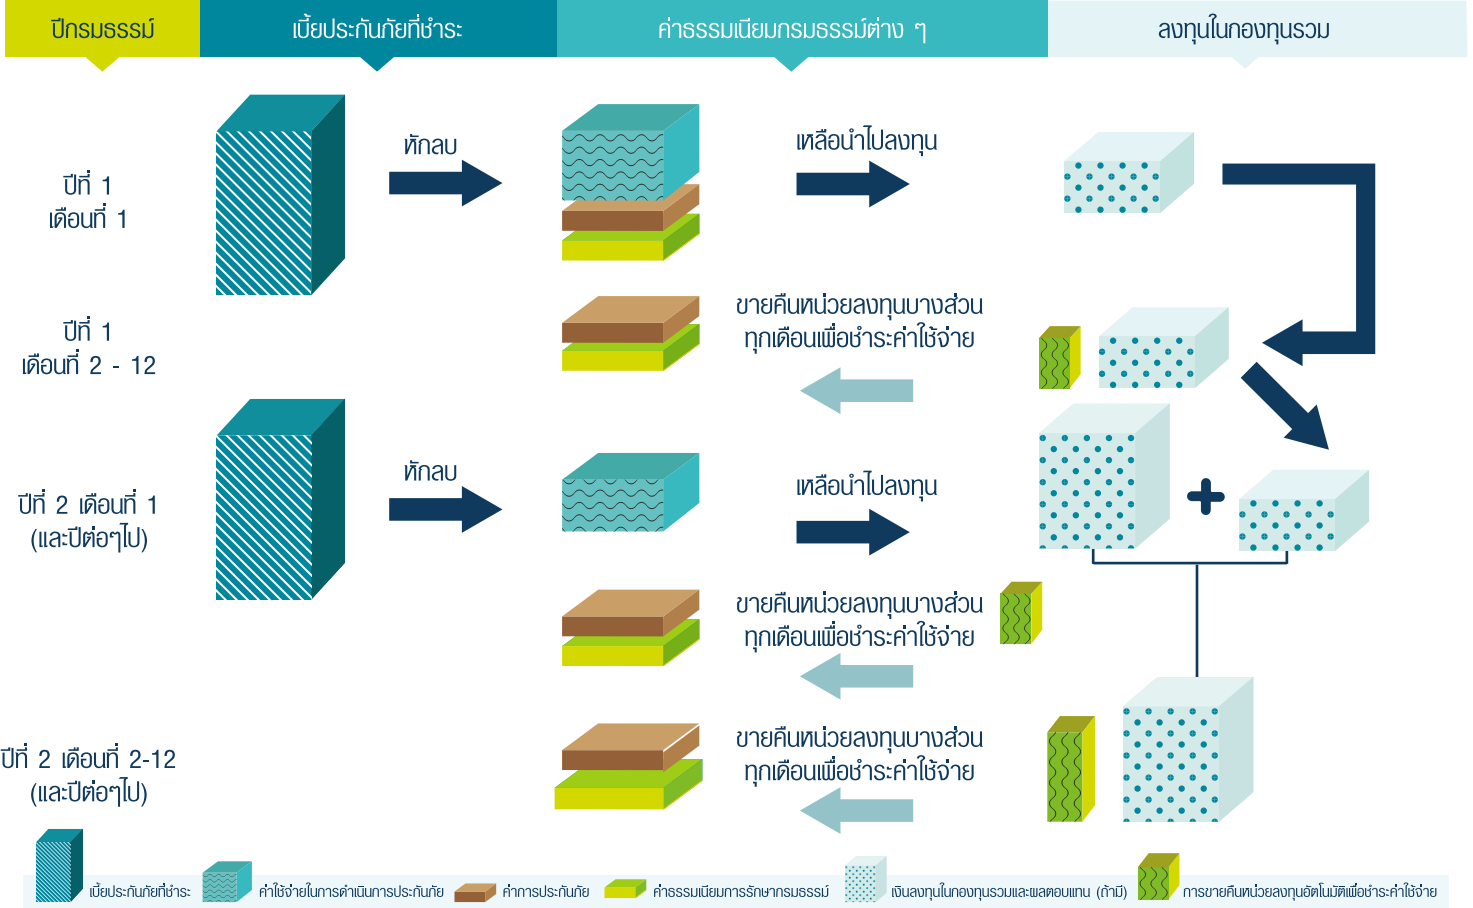 ปีกรมธรรม์
เบี้ยประกันภัยที่ชำระ
ค่าธรรมเนียมกรมธรรม์ต่าง ๆ
ลงทุนในกองทุนรวม
ปีที่ 1
เดือนที่ 1
หักลบ
เหลือนำไปลงทุน
ปีที่ 1
เดือนที่ 2 - 12
ขายคืนหน่วยลงทุนบางส่วน
ทุกเดือนเพื่อชำระค่าใช้จ่าย
ปีที่ 2 เดือนที่ 1
(และปีต่อๆไป)
หักลบ
เหลือนำไปลงทุน
ขายคืนหน่วยลงทุนบางส่วน
ทุกเดือนเพื่อชำระค่าใช้จ่าย
ปีที่ 2 เดือนที่ 2-12
(และปีต่อๆไป)
ขายคืนหน่วยลงทุนบางส่วน
ทุกเดือนเพื่อชำระค่าใช้จ่าย
เบี้ยประกันภัยที่ชำระ
ค่าใช้จ่ายในการดำเนินการประกันภัย
ค่าการประกันภัย
ค่าธรรมเนียมการรักษากรมธรรม์
เงินลงทุนในกองทุนรวมและผลตอบแทน (ถ้ามี)
การขายคืนหน่วยลงทุนอัตโนมัติเพื่อชำระค่าใช้จ่าย